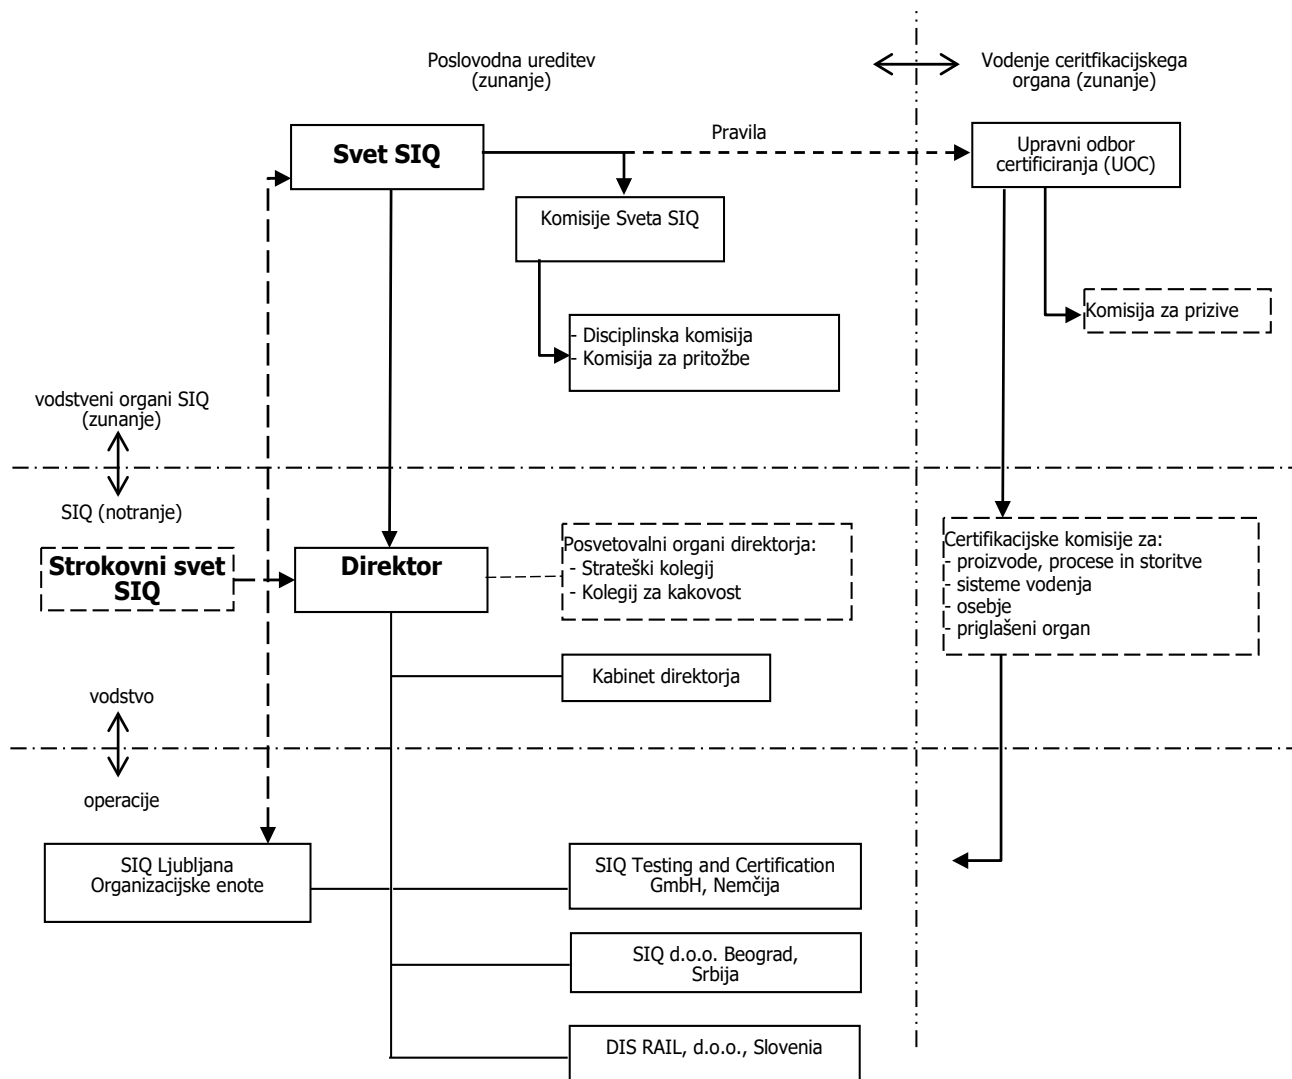 Poslovodna ureditev
(zunanje)
Vodenje ceritfikacijskega
organa (zunanje)
Svet SIQ
Pravila
Upravni odbor
certificiranja (UOC)
Komisije Sveta SIQ
Komisija za prizive
- Disciplinska komisija
- Komisija za pritožbe
vodstveni organi SIQ
(zunanje)
SIQ (notranje)
Strokovni svet
SIQ
Direktor
Posvetovalni organi direktorja:
- Strateški kolegij
- Kolegij za kakovost
Certifikacijske komisije za:
- proizvode, procese in storitve
- sisteme vodenja
- osebje
- priglašeni organ
Kabinet direktorja
vodstvo
operacije
SIQ Ljubljana
Organizacijske enote
SIQ Testing and Certification
GmbH, Nemčija
SIQ d.o.o. Beograd,
Srbija
DIS RAIL, d.o.o., Slovenia